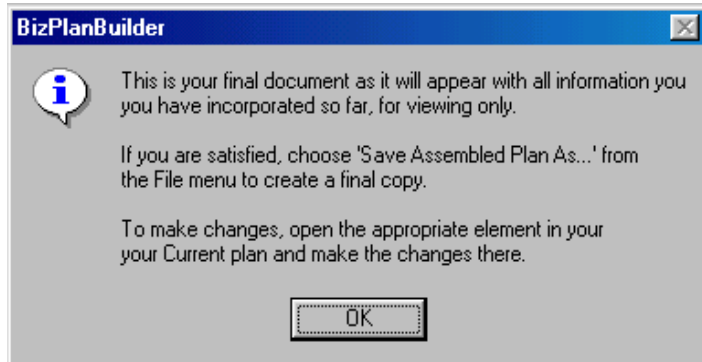 BizPlanBuilder
This is your final document as it will appear with all information you
you have incorporated so far, for viewing only.
If you are satisfied, choose 'Save Assembled Plan As...' from
the File menu to create a final copy.
To make changes, open the appropriate element in your
your Current plan and make the changes there.
OK